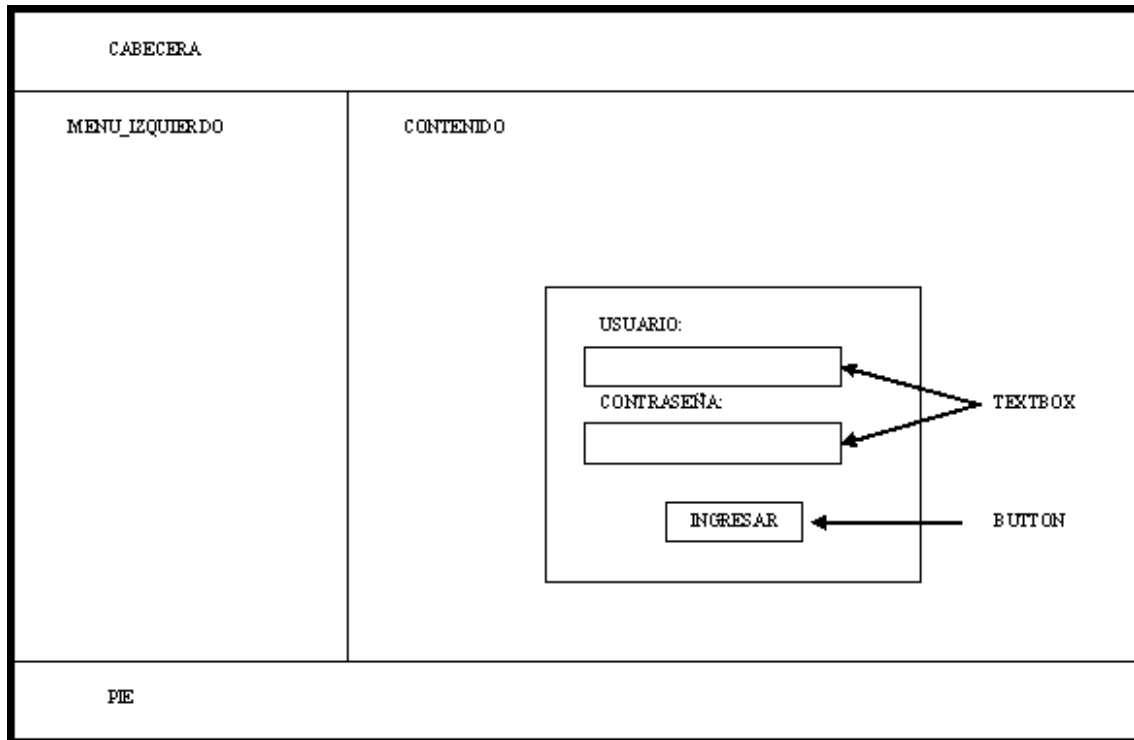 CABECERA
MENU_IZQUIERDO
CONTENIDO
USUARIO:
CONTRASEÑA:
TEXTBOX
INGRESAR
BUTTON
PIE